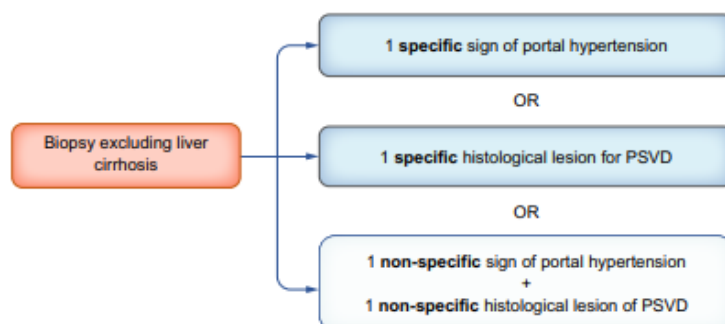 1 specific sign of portal hypertension
OR
Biopsy excluding liver
cirrhosis
1 specific histological lesion for PSVD
OR
1 non-specific sign of portal hypertension
+
1 non-specific histological lesion of PSVD